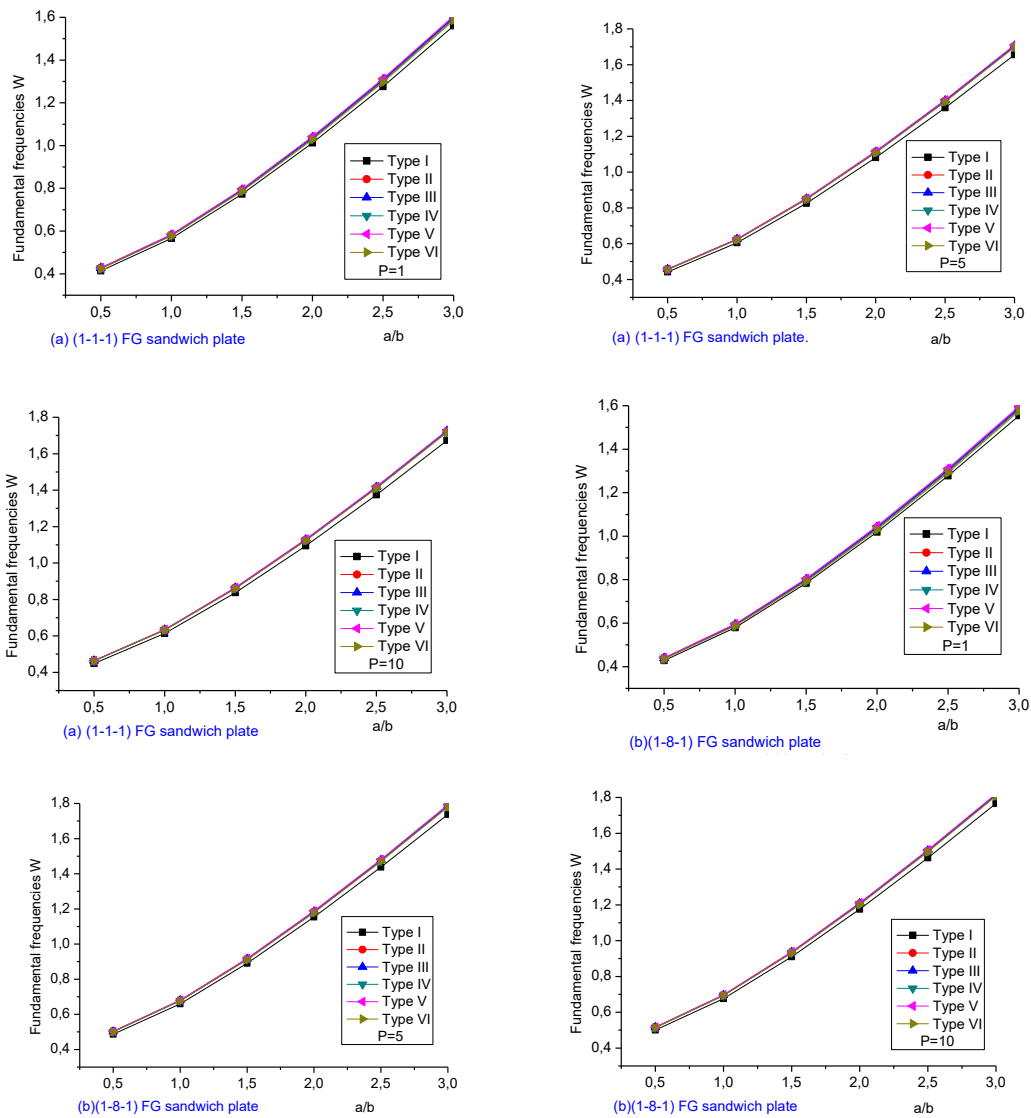 Fundamental frequencies W
1,6
1,4
1,2
1,0
0,8
0,6
0,4
Type I
Type II
Type III
Type IV
Type V
Type VI
P=1
0,5 1,0 1,5 2,0 2,5 3,0
(a) (1-1-1) FG sandwich plate
a/b
Fundamental frequencies W
1,8
1,6
1,4
1,2
1,0
0,8
0,6
0,4
Type I
Type II
Type III
Type IV
Type V
Type VI
P=5
0,5 1,0 1,5 2,0 2,5 3,0
(a) (1-1-1) FG sandwich plate.
a/b
Fundamental frequencies W
1,8
1,6
1,4
1,2
1,0
0,8
0,6
0,4
Type I
Type II
Type III
Type IV
Type V
Type VI
P=10
0,5 1,0 1,5 2,0 2,5 3,0
(a) (1-1-1) FG sandwich plate
a/b
Fundamental frequencies W
1,6
1,4
1,2
1,0
0,8
0,6
0,4
Type I
Type II
Type III
Type IV
Type V
Type VI
P=1
0,5 1,0 1,5 2,0 2,5 3,0
a/b
(b)(1-8-1) FG sandwich plate
Fundamental frequencies W
1,8
1,6
1,4
1,2
1,0
0,8
0,6
0,4
Type I
Type II
Type III
Type IV
Type V
Type VI
P=5
0,5 1,0 1,5 2,0 2,5 3,0
(b)(1-8-1) FG sandwich plate
a/b
Fundamental frequencies W
1,8
1,6
1,4
1,2
1,0
0,8
0,6
0,4
Type I
Type II
Type III
Type IV
Type V
Type VI
P=10
0,5 1,0 1,5 2,0 2,5 3,0
(b)(1-8-1) FG sandwich plate
a/b